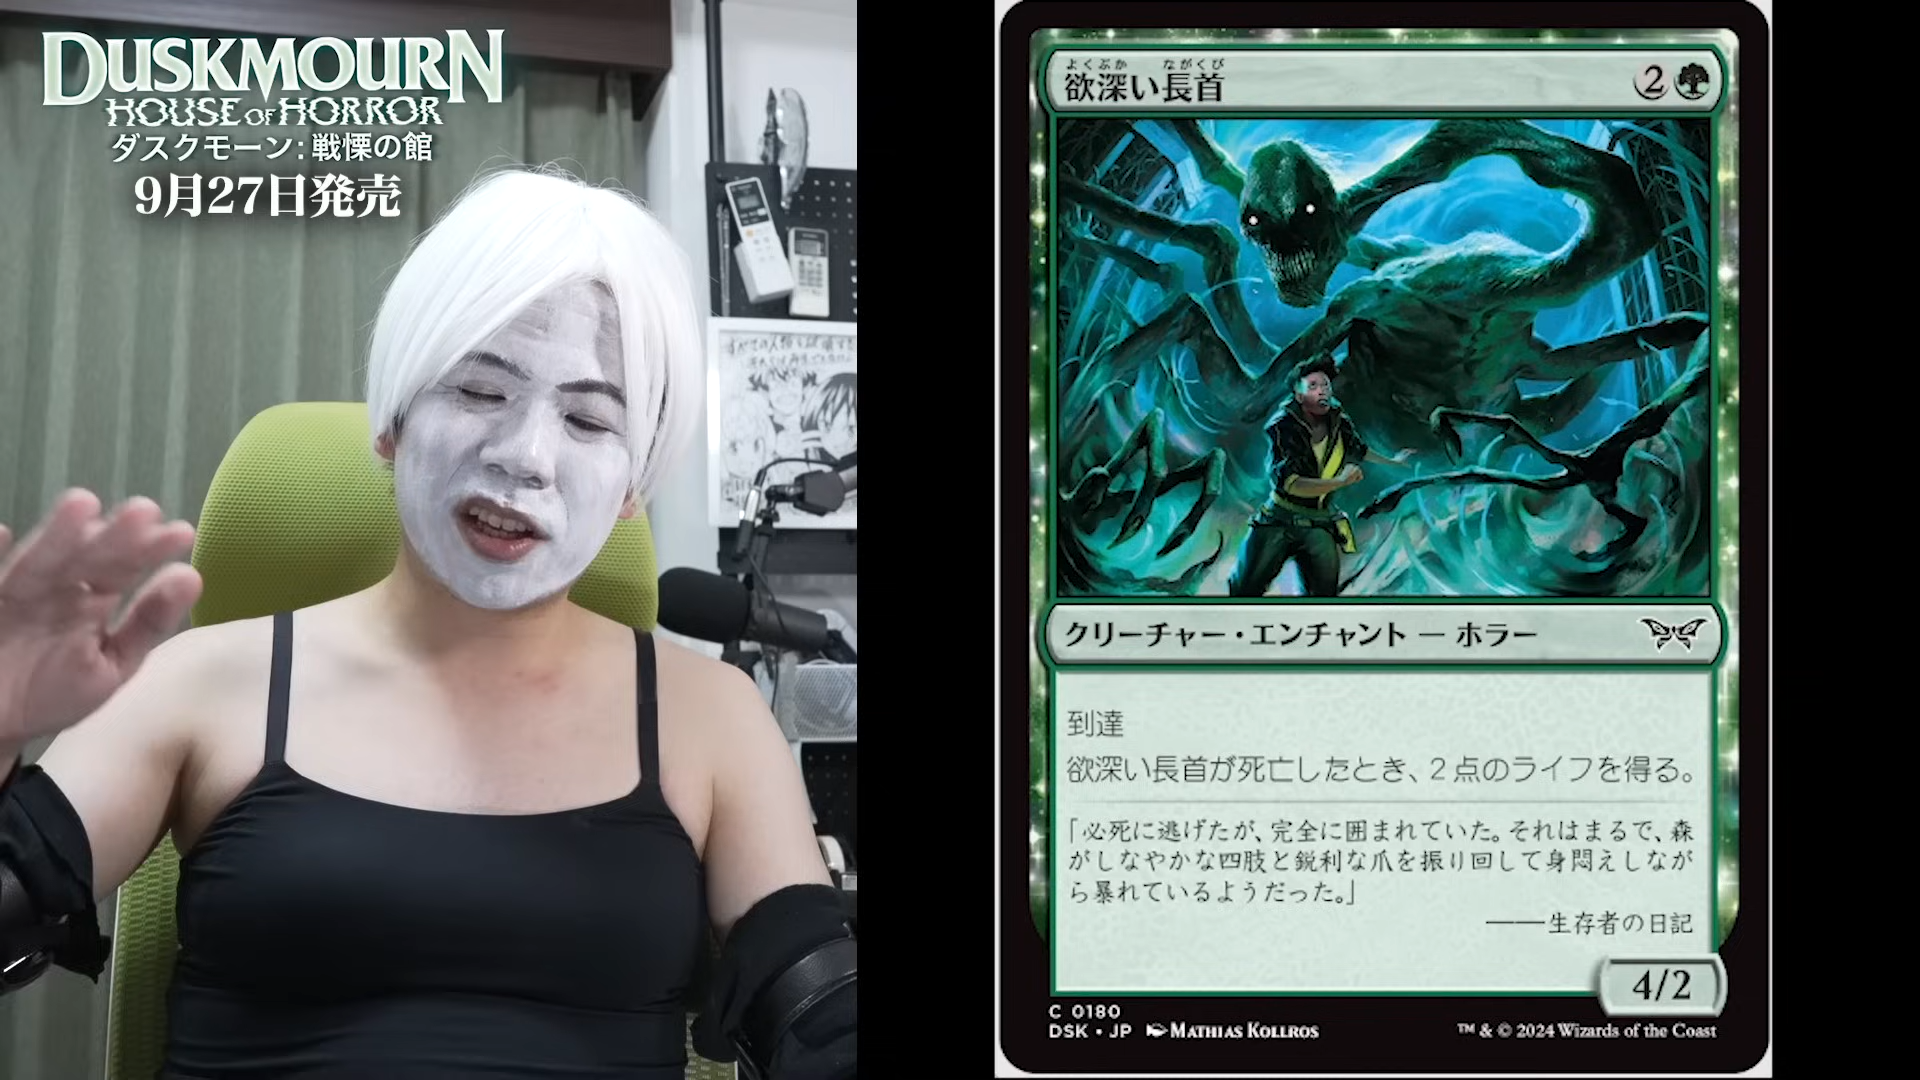 DUSKMOURN
HOUSE OF HORROR
ダスクモーン:戦慄の館
9月27日発売
よくぶか ながくび
欲深い長首
2
クリーチャー・エンチャント — ホラー
到達
欲深い長首が死亡したとき、2点のライフを得る。
「必死に逃げたが、完全に囲まれていた。それはまるで、森
がしなやかな四肢と鋭利な爪を振り回して身悶えしなが
ら暴れているようだった。」
――生存者の日記
4/2
C 0180
DSK • JP MATHIAS KOLLROS
™ & © 2024 Wizards of the Coast